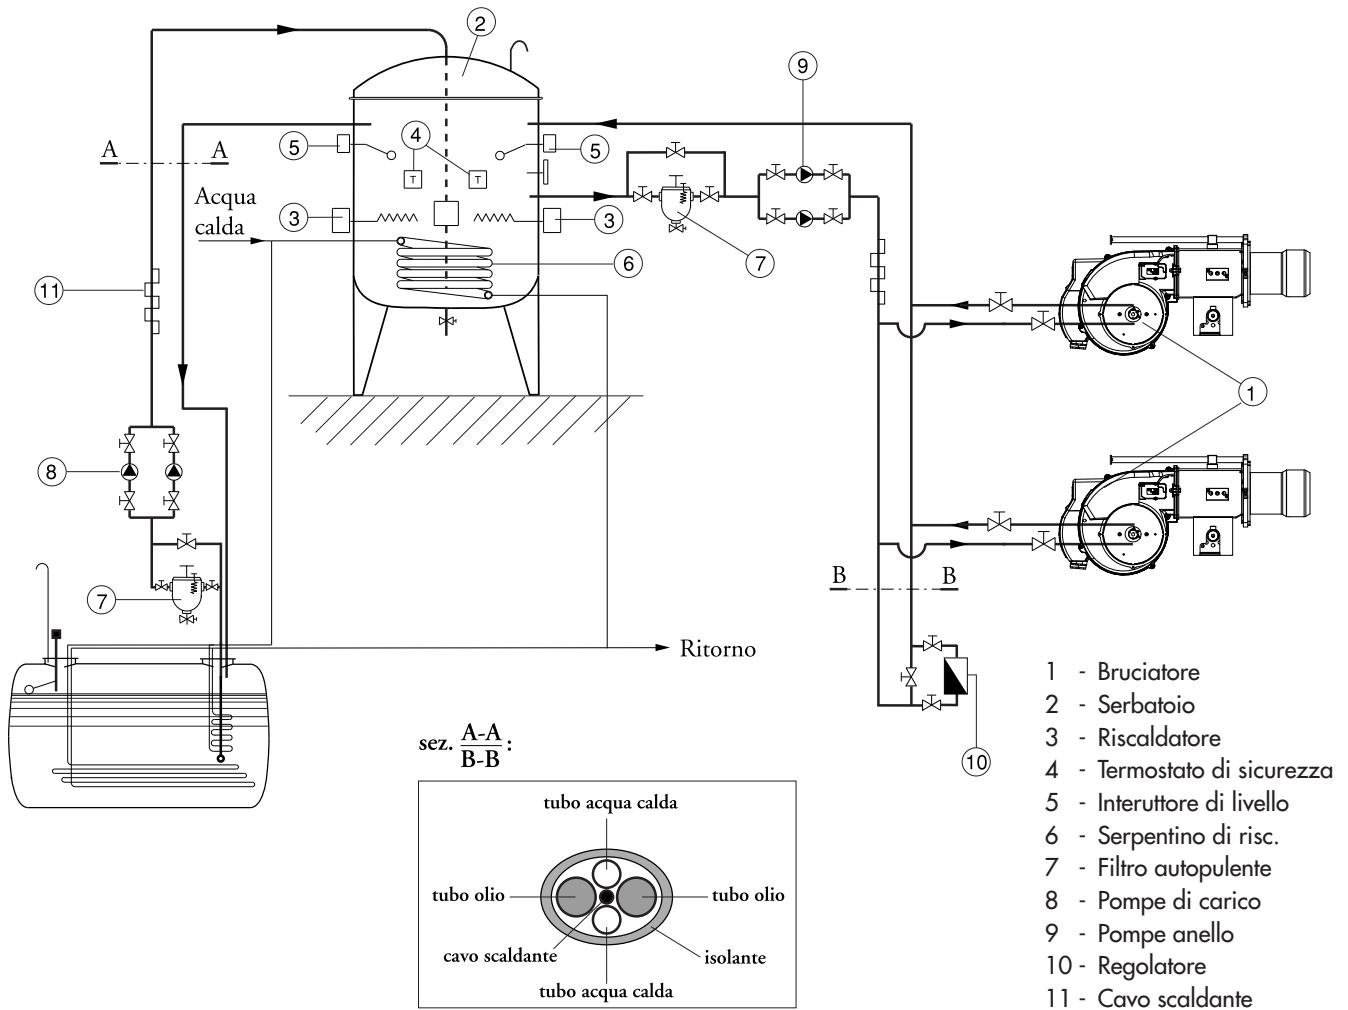 2
9
A
A
5
4
5
T
T
Acqua
calda
3
3
6
7
11
1
8
7
B
B
Ritorno
10
1 - Bruciatore
2 - Serbatoio
3 - Riscaldatore
4 - Termostato di sicurezza
5 - Interuttore di livello
6 - Serpentino di risc.
7 - Filtro autopulente
8 - Pompe di carico
9 - Pompe anello
10 - Regolatore
11 - Cavo scaldante
sez. A-A
B-B :
tubo acqua calda
tubo olio
tubo olio
cavo scaldante
isolante
tubo acqua calda